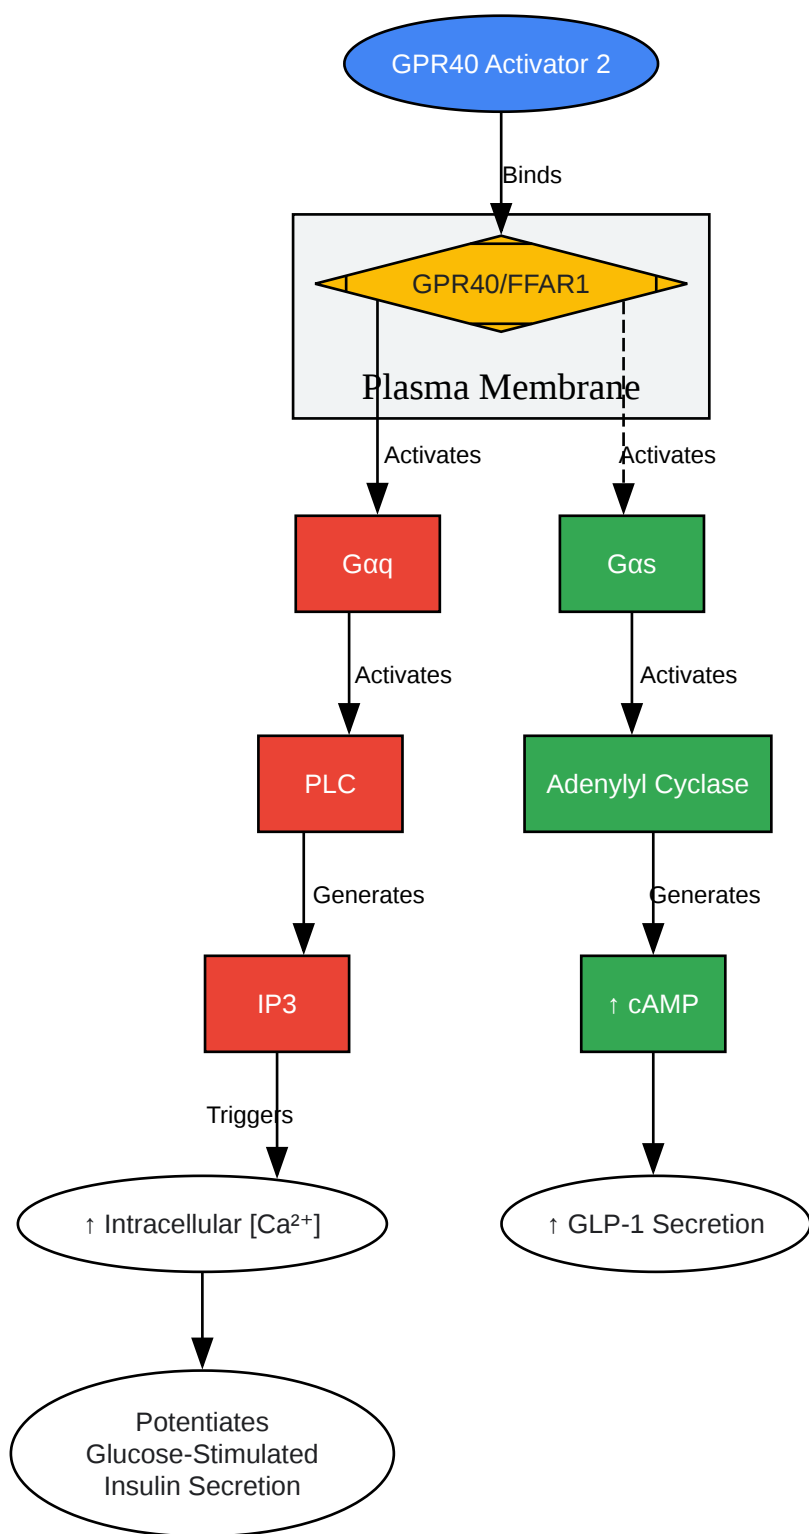 GPR40 Activator 2
Binds
GPR40/FFAR1
Plasma Membrane
Activates
Activates
Gαq
Gαs
Activates
Activates
PLC
Adenylyl Cyclase
Generates
Generates
IP3
↑ cAMP
Triggers
↑ Intracellular [Ca²⁺]
↑ GLP-1 Secretion
Potentiates
Glucose-Stimulated
Insulin Secretion